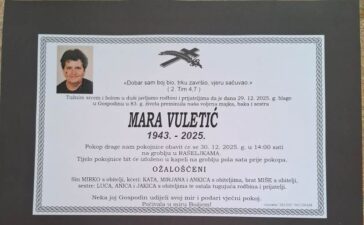 «Dobar sam boj bio, trku završio, vjeru sačuvao.»
( 2 Tim 4,7 )
Tužnim srcem i bolom u duši javljamo rodbini i prijateljima da je dana 29. 12. 2025. g. blago
u Gospodinu u 83. g. života preminula naša voljena majka, baka i sestra
MARA VULETIĆ
1943. - 2025.
Pokop drage nam pokojnice obavit će se 30. 12. 2025. g. u 14:00 sati
na groblju u RAŠELJKAMA
Tijelo pokojnice bit će izloženo u kapeli na groblju pola sata prije pokopa.
OŽALOŠĆENI
Sin MIRKO s obitelji, kćeri: KATA, MIRJANA i ANKICA s obiteljima, brat MIŠE s obitelji,
sestre: LUCA, ANICA i JAKICA s obiteljima te ostala tugujuća rodbina i prijatelji.
Neka joj Gospodin udijeli svoj mir i podari vječni pokoj.
Počivala u miru Božjem!